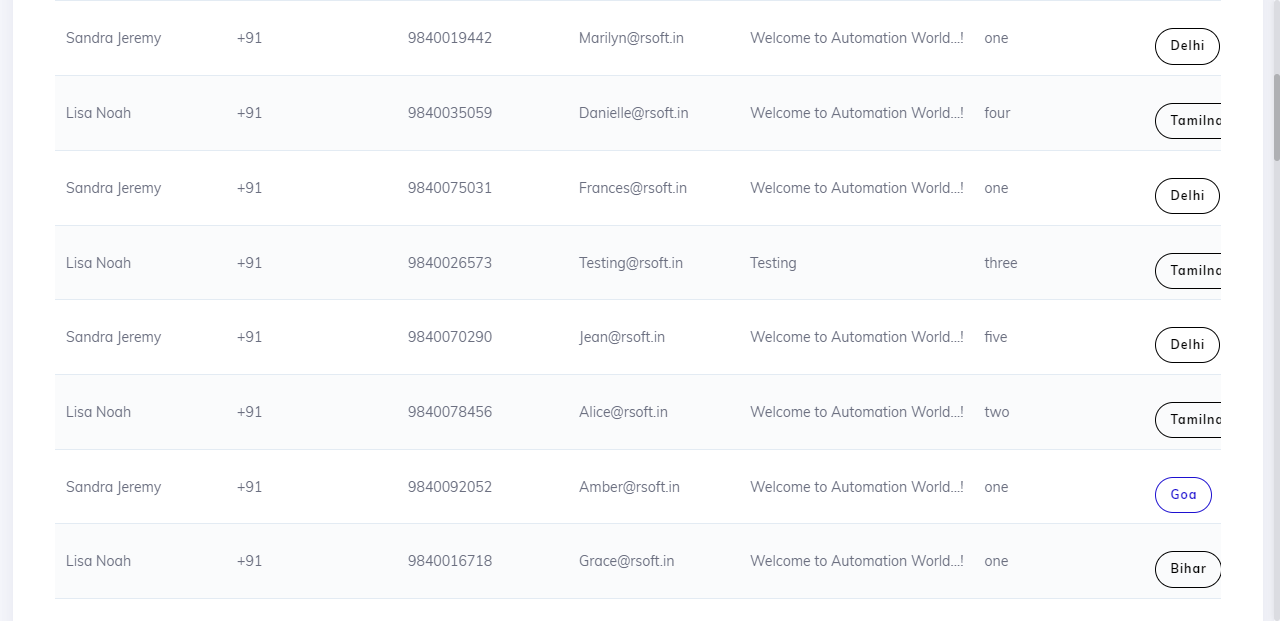 Sandra Jeremy +91 9840019442 Marilyn@rsoft.in Welcome to Automation World...! one Delhi
Lisa Noah +91 9840035059 Danielle@rsoft.in Welcome to Automation World...! four Tamilna
Sandra Jeremy +91 9840075031 Frances@rsoft.in Welcome to Automation World...! one Delhi
Lisa Noah +91 9840026573 Testing@rsoft.in Testing three Tamilna
Sandra Jeremy +91 9840070290 Jean@rsoft.in Welcome to Automation World...! five Delhi
Lisa Noah +91 9840078456 Alice@rsoft.in Welcome to Automation World...! two Tamilna
Sandra Jeremy +91 9840092052 Amber@rsoft.in Welcome to Automation World...! one Goa
Lisa Noah +91 9840016718 Grace@rsoft.in Welcome to Automation World...! one Bihar